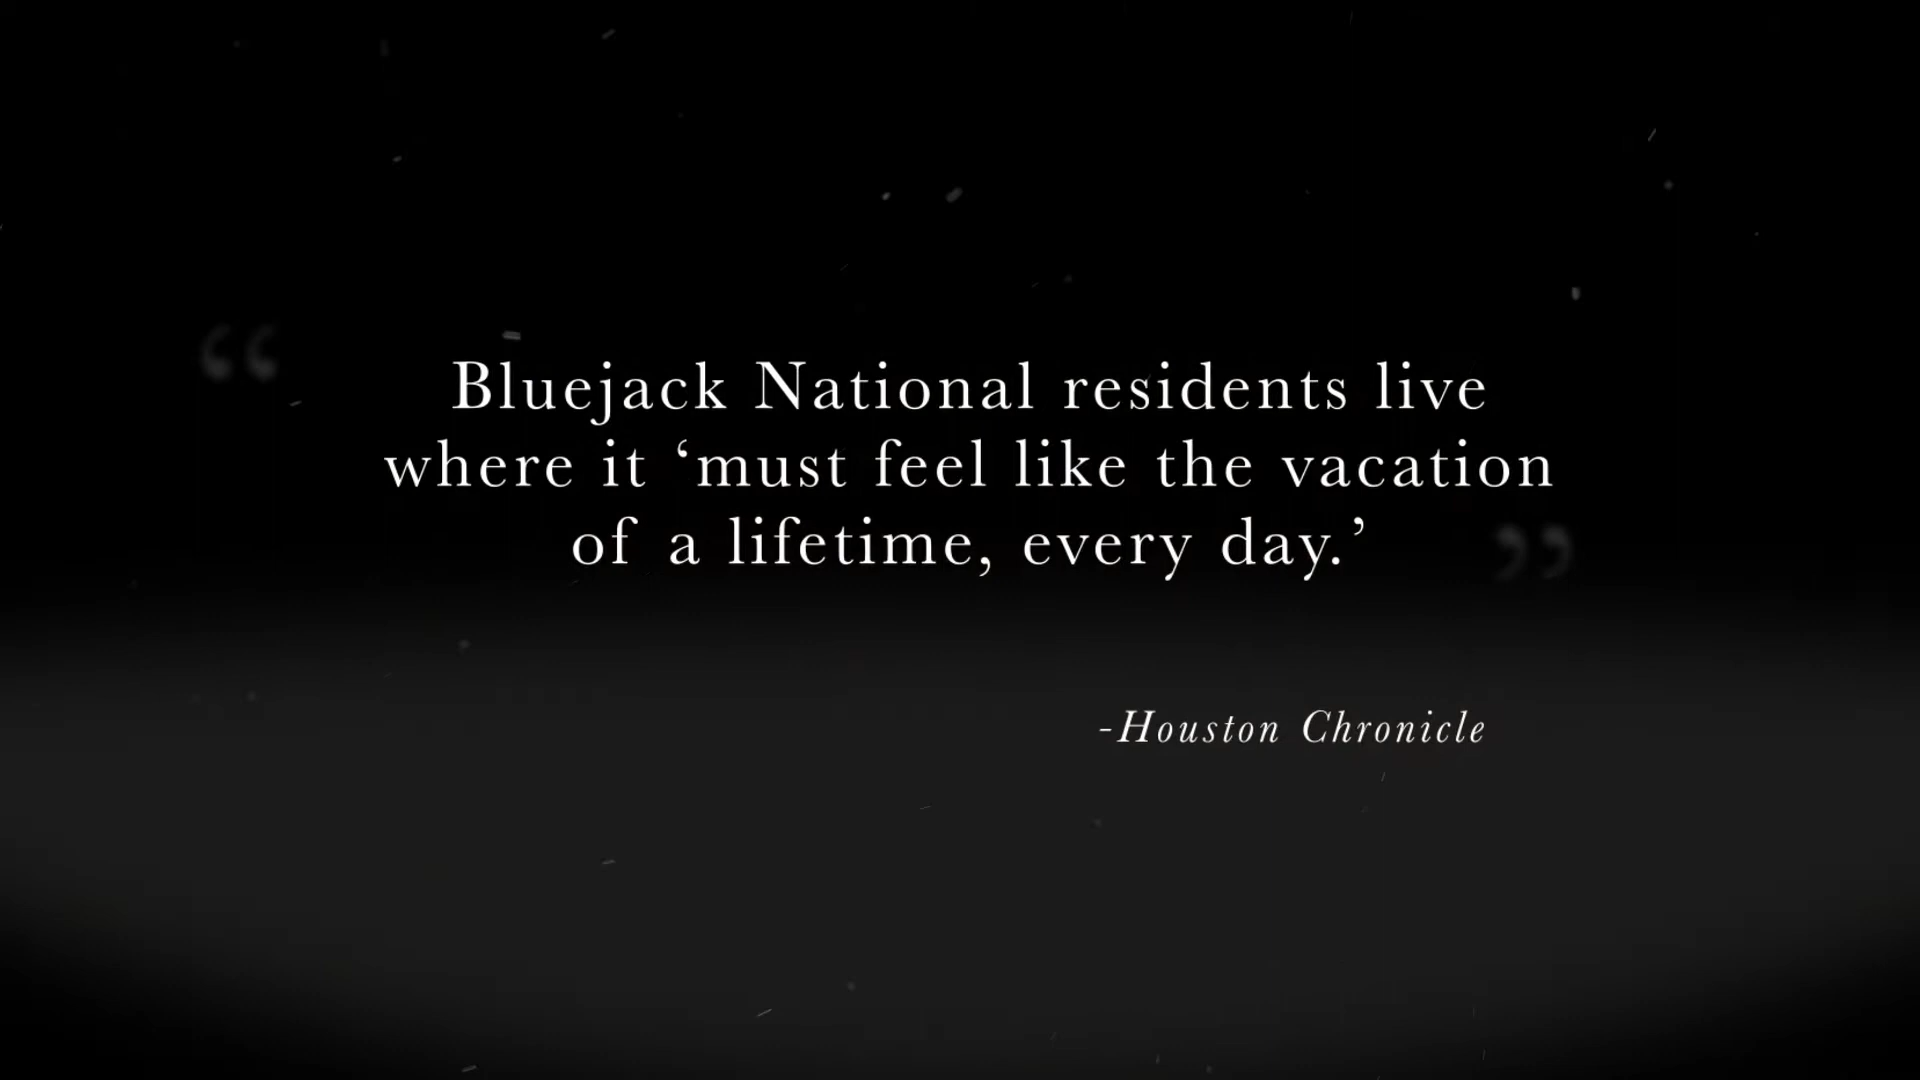 “
Bluejack National residents live
where it ‘must feel like the vacation
of a lifetime, every day.’ ”
-Houston Chronicle